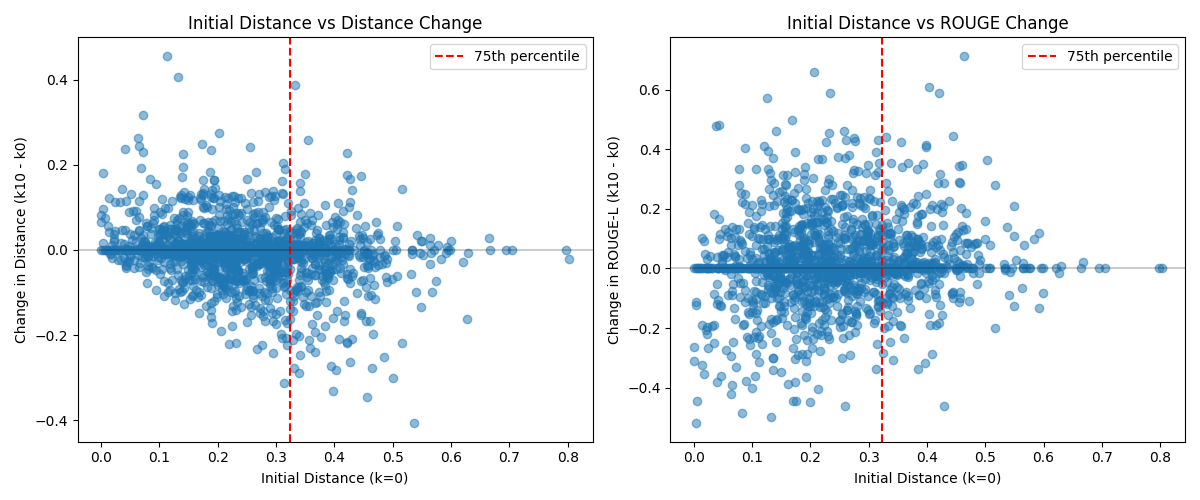 Initial Distance vs Distance Change
Change in Distance (k10 - k0)
0.4
0.2
0.0
−0.2
−0.4
75th percentile
0.0 0.1 0.2 0.3 0.4 0.5 0.6 0.7 0.8
Initial Distance (k=0)
Initial Distance vs ROUGE Change
Change in ROUGE-L (k10 - k0)
0.6
0.4
0.2
0.0
−0.2
−0.4
75th percentile
0.0 0.1 0.2 0.3 0.4 0.5 0.6 0.7 0.8
Initial Distance (k=0)